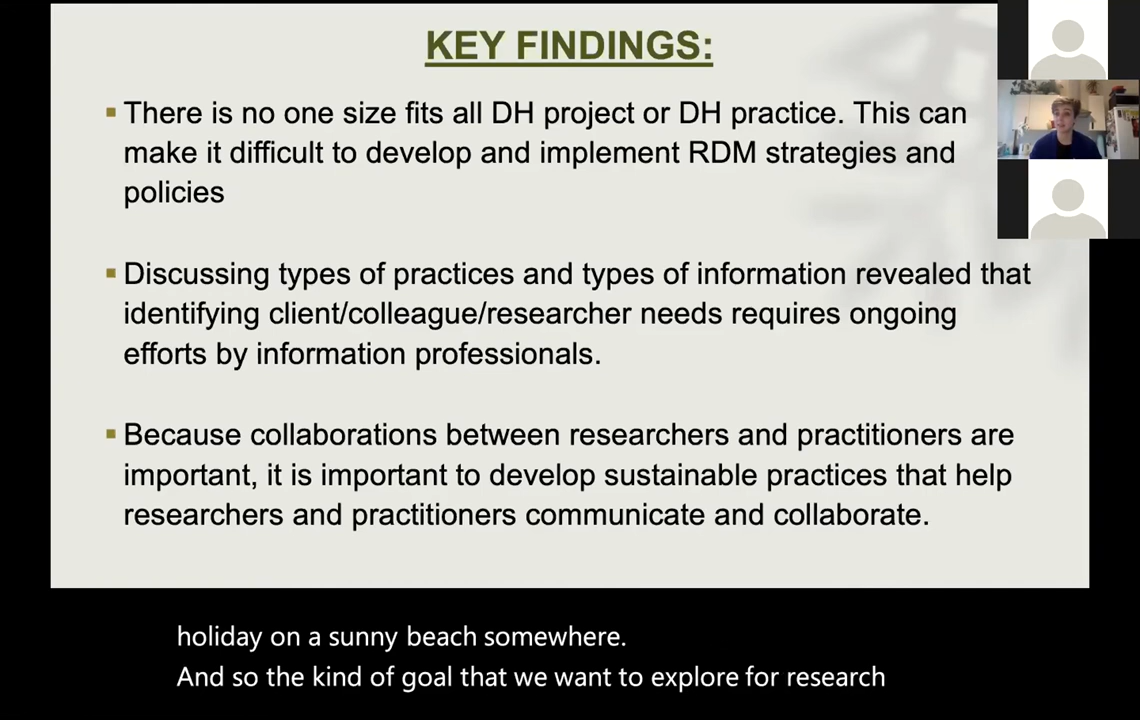 KEY FINDINGS:
▪ There is no one size fits all DH project or DH practice. This can
make it difficult to develop and implement RDM strategies and
policies
▪ Discussing types of practices and types of information revealed that
identifying client/colleague/researcher needs requires ongoing
efforts by information professionals.
▪ Because collaborations between researchers and practitioners are
important, it is important to develop sustainable practices that help
researchers and practitioners communicate and collaborate.
holiday on a sunny beach somewhere.
And so the kind of goal that we want to explore for research